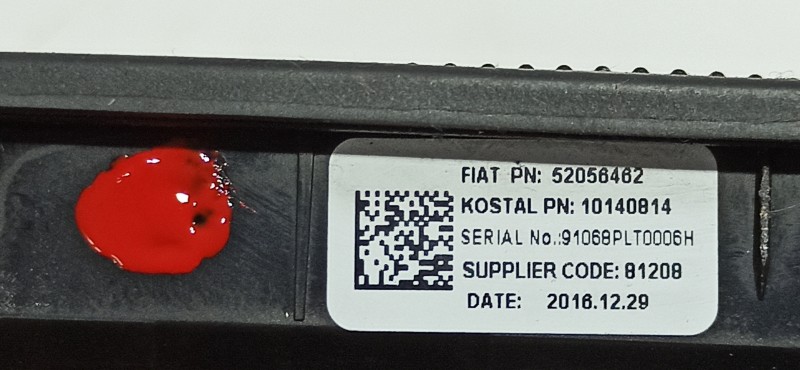 FIAT PN: 52056462
KOSTAL PN: 10140814
SERIAL No.:91068PLT0006H
SUPPLIER CODE: 81208
DATE: 2016.12.29